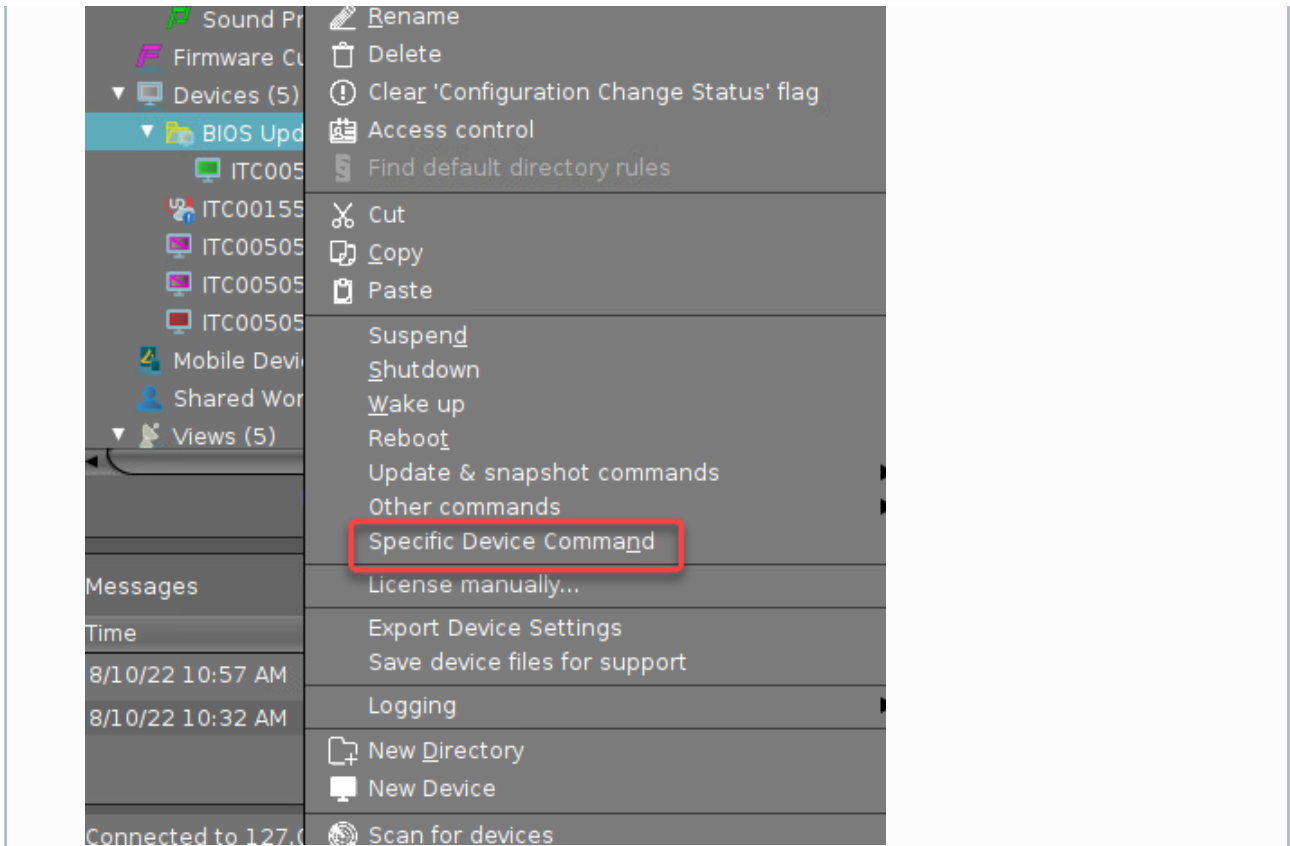 Sound Pr
Firmware Cu
Devices (5)
BIOS Upd
ITC005
ITC00155
ITC00505
ITC00505
ITC00505
Mobile Devi
Shared Wor
Views (5)
Messages
Time
8/10/22 10:57 AM
8/10/22 10:32 AM
Connected to 127.0
Rename
Delete
Clear 'Configuration Change Status' flag
Access control
Find default directory rules
Cut
Copy
Paste
Suspend
Shutdown
Wake up
Reboot
Update & snapshot commands
Other commands
Specific Device Command
License manually...
Export Device Settings
Save device files for support
Logging
New Directory
New Device
Scan for devices